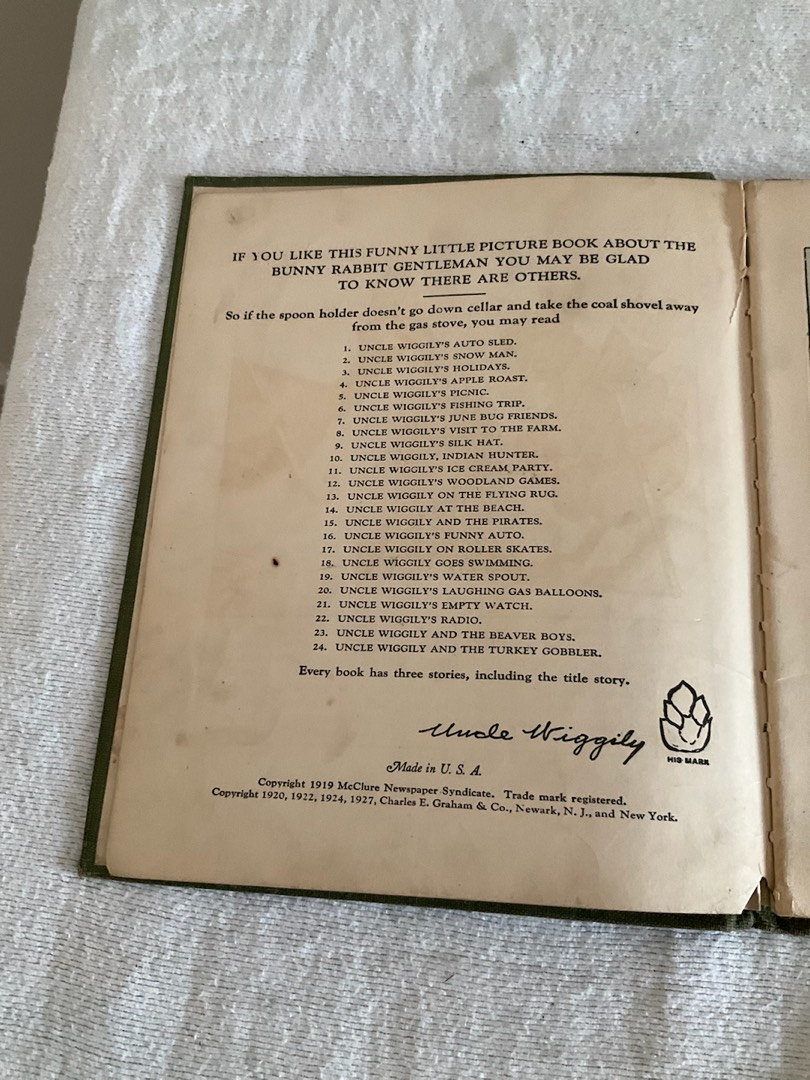 IF YOU LIKE THIS FUNNY LITTLE PICTURE BOOK ABOUT THE
BUNNY RABBIT GENTLEMAN YOU MAY BE GLAD
TO KNOW THERE ARE OTHERS.
So if the spoon holder doesn't go down cellar and take the coal shovel away
from the gas stove, you may read
1. UNCLE WIGGILY'S AUTO SLED.
2. UNCLE WIGGILY'S SNOW MAN.
3. UNCLE WIGGILY'S HOLIDAYS.
4. UNCLE WIGGILY'S APPLE ROAST.
5. UNCLE WIGGILY'S PICNIC.
6. UNCLE WIGGILY'S FISHING TRIP.
7. UNCLE WIGGILY'S JUNE BUG FRIENDS.
8. UNCLE WIGGILY'S VISIT TO THE FARM.
9. UNCLE WIGGILY'S SILK HAT.
10. UNCLE WIGGILY, INDIAN HUNTER.
11. UNCLE WIGGILY'S ICE CREAM PARTY.
12. UNCLE WIGGILY'S WOODLAND GAMES.
13. UNCLE WIGGILY ON THE FLYING RUG.
14. UNCLE WIGGILY AT THE BEACH.
15. UNCLE WIGGILY AND THE PIRATES.
16. UNCLE WIGGILY'S FUNNY AUTO.
17. UNCLE WIGGILY ON ROLLER SKATES.
18. UNCLE WIGGILY GOES SWIMMING.
19. UNCLE WIGGILY'S WATER SPOUT.
20. UNCLE WIGGILY'S LAUGHING GAS BALLOONS.
21. UNCLE WIGGILY'S EMPTY WATCH.
22. UNCLE WIGGILY'S RADIO.
23. UNCLE WIGGILY AND THE BEAVER BOYS.
24. UNCLE WIGGILY AND THE TURKEY GOBBLER.
Every book has three stories, including the title story.
Uncle Wiggily
HIS MARK
Made in U. S. A.
Copyright 1919 McClure Newspaper Syndicate. Trade mark registered.
Copyright 1920, 1922, 1924, 1927, Charles E. Graham & Co., Newark, N. J., and New York.